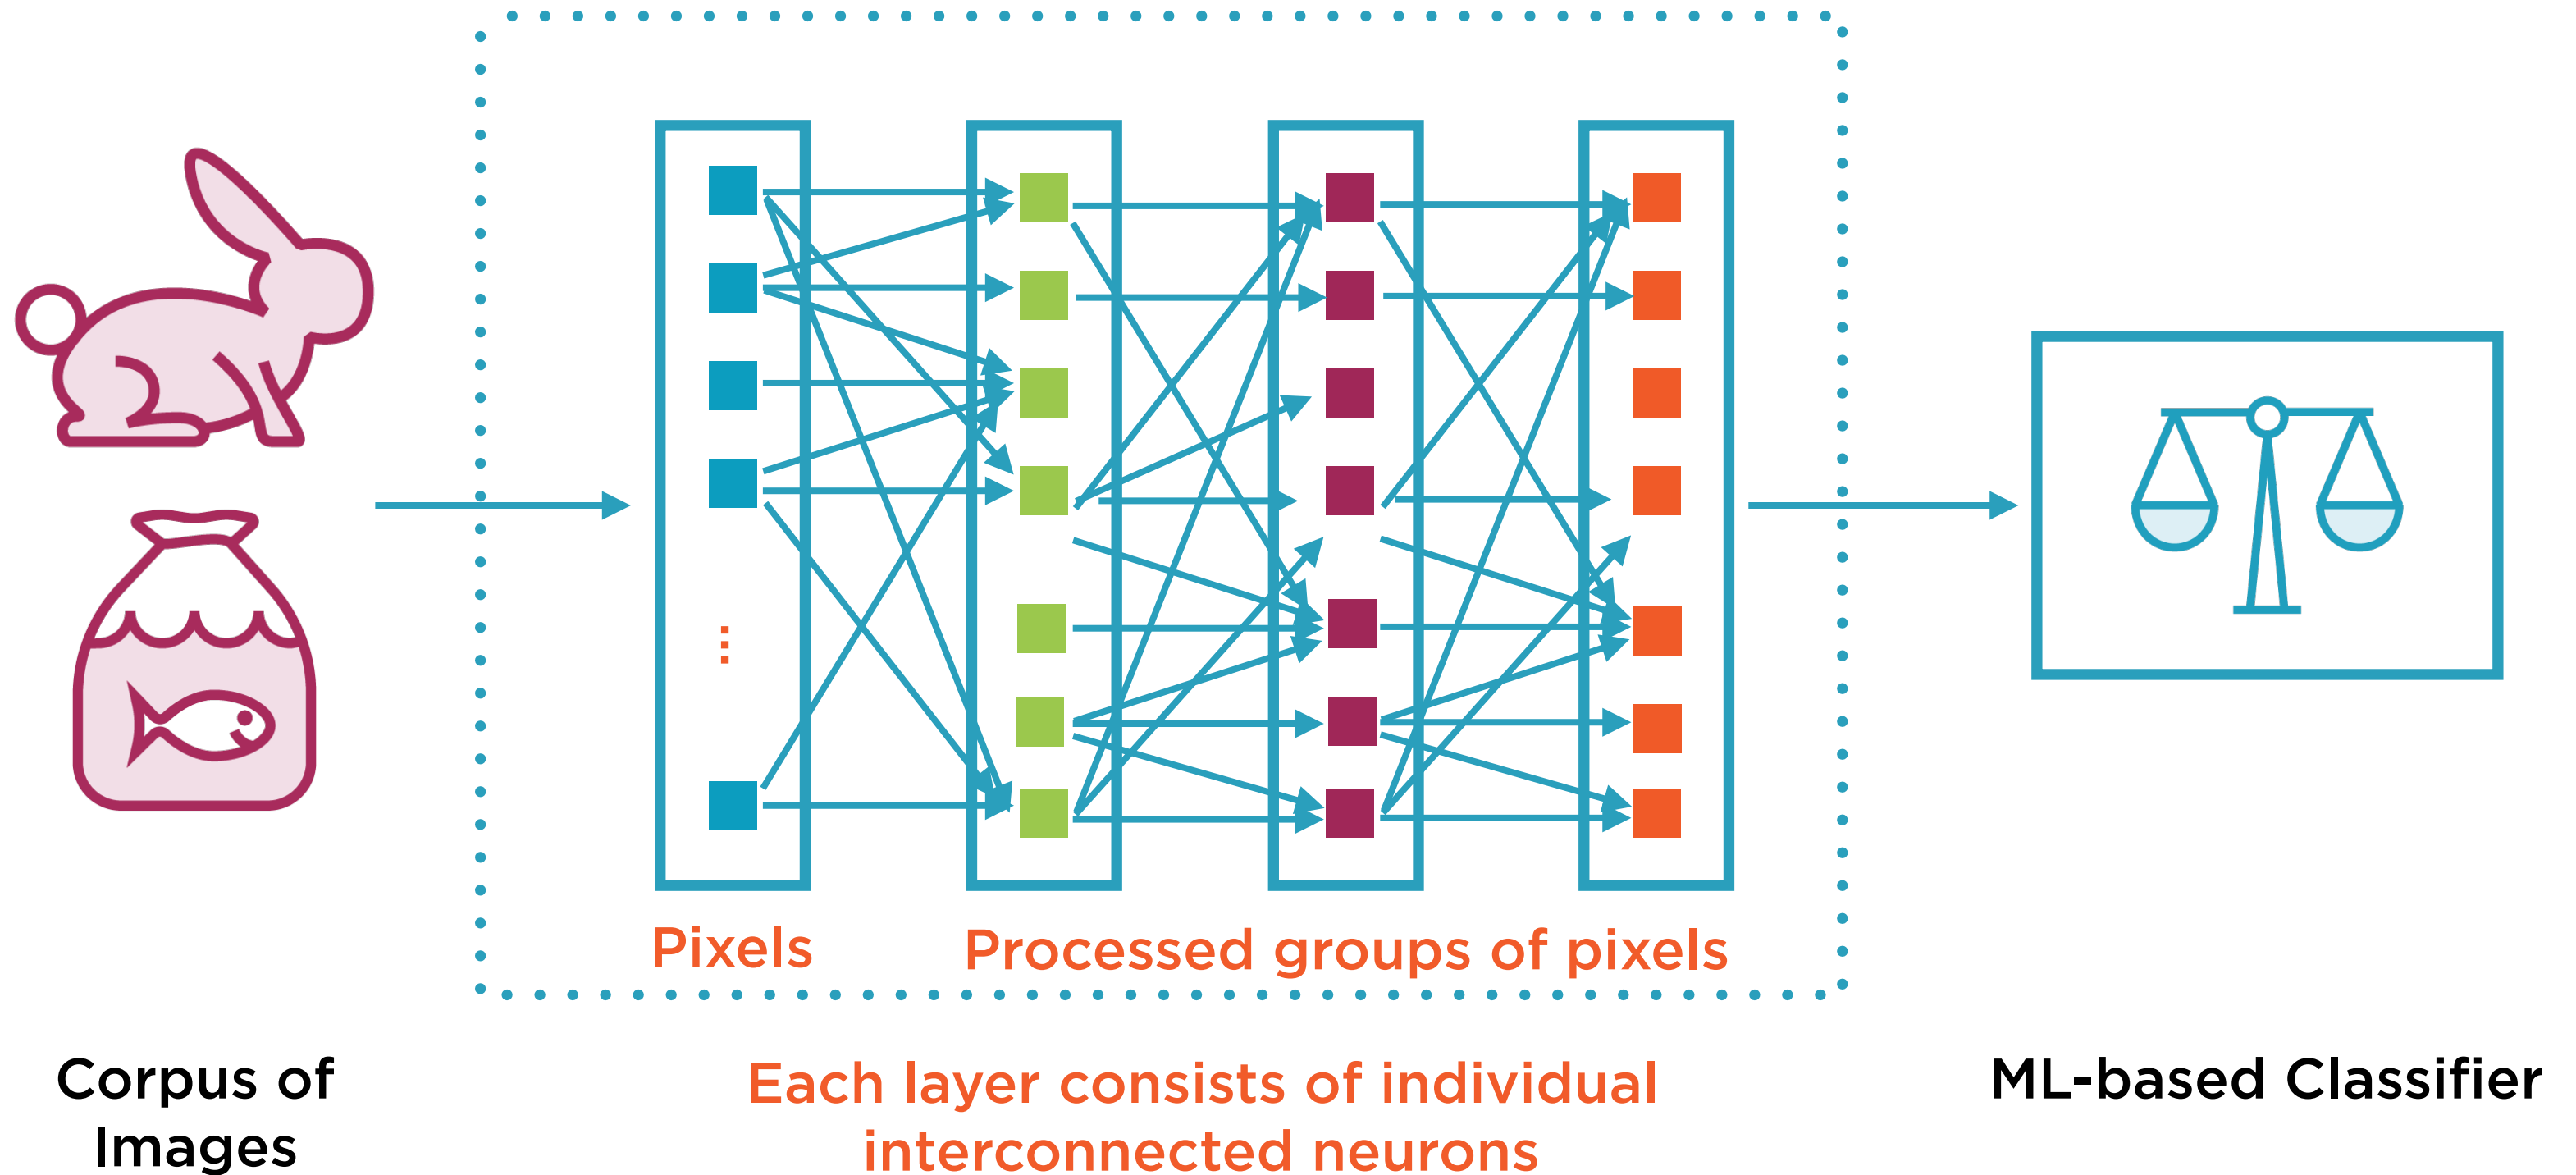 Pixels
Processed groups of pixels
Corpus of
Images
Each layer consists of individual
interconnected neurons
ML-based Classifier